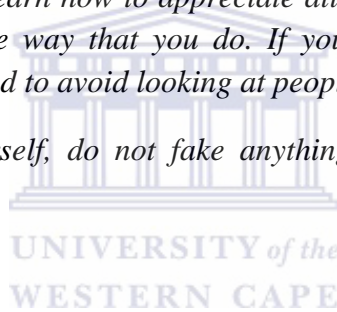 learn how to appreciate
e way that you do. If you
d to avoid looking at peop
self, do not fake anything
UNIVERSITY of the
WESTERN CAPE